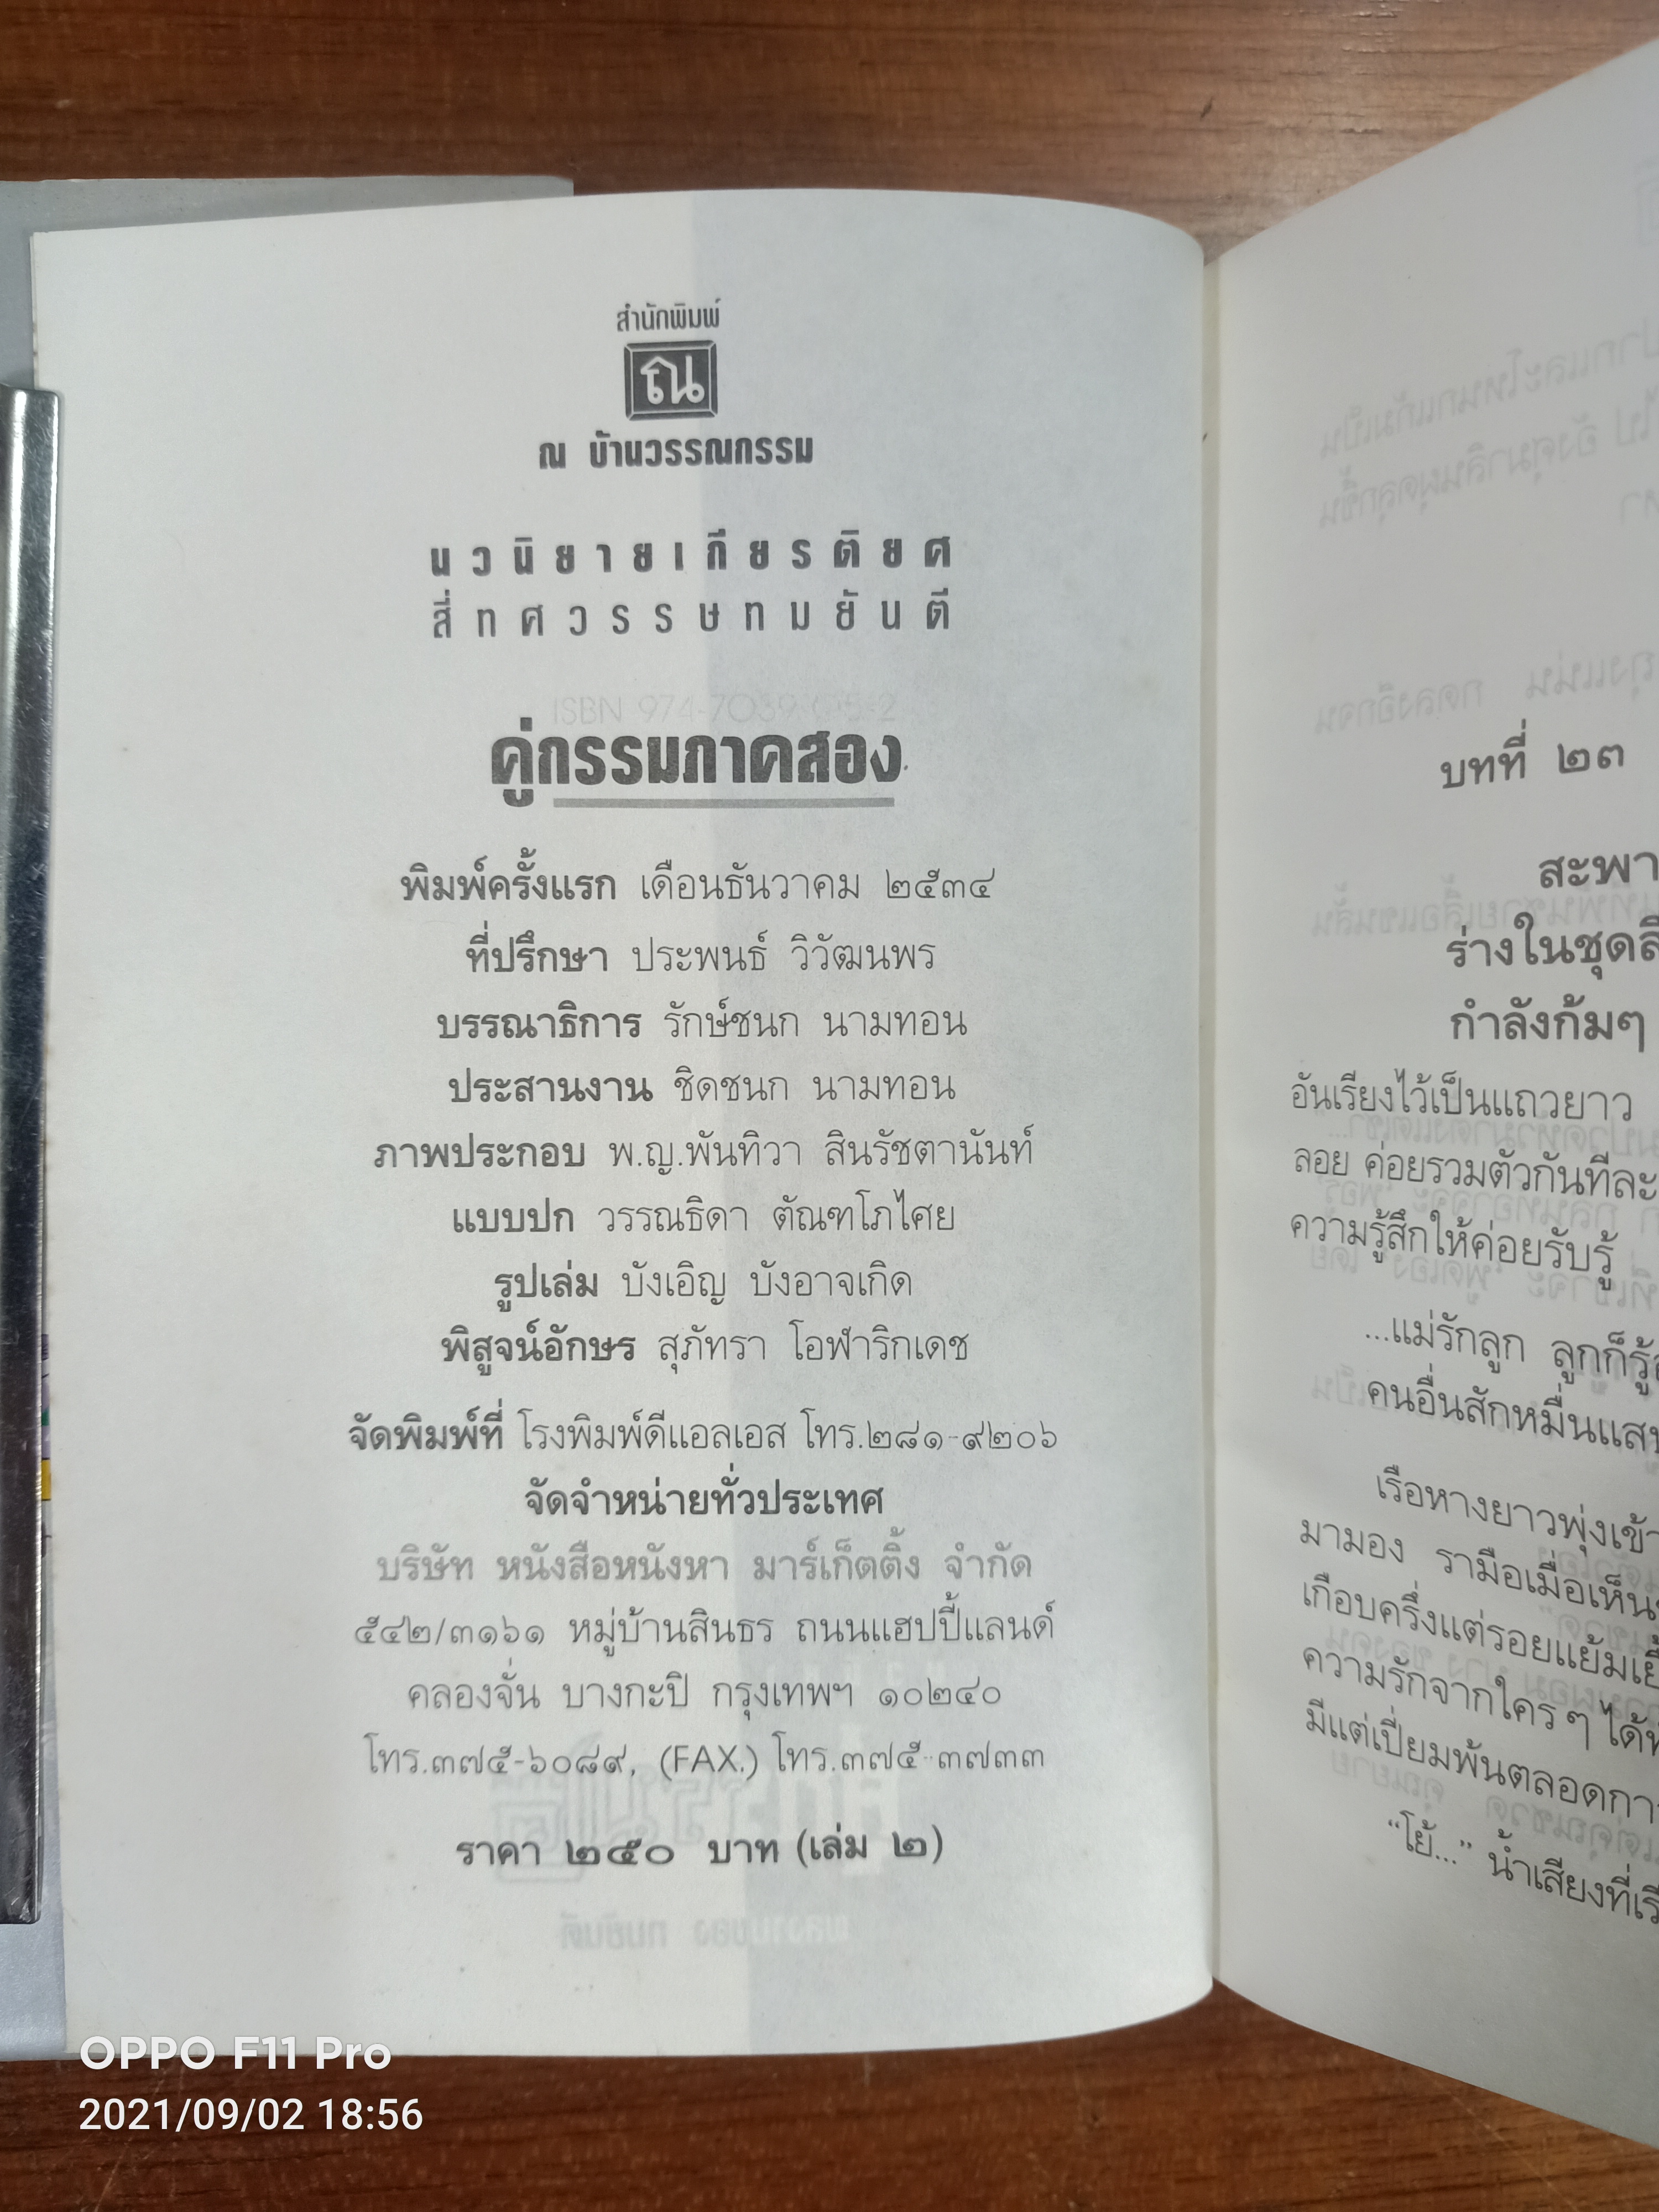 สำนักพิมพ์
ณ
ณ บ้านวรรณกรรม
นวนิยายเกียรติยศ
สี่ทศวรรษทมยันตี
ISBN 974-7039-05-2
คู่กรรมภาคสอง
พิมพ์ครั้งแรก เดือนธันวาคม ๒๕๓๔
ที่ปรึกษา ประพนธ์ วิวัฒนพร
บรรณาธิการ รักษ์ชนก นามทอน
ประสานงาน ชิดชนก นามทอน
ภาพประกอบ พ.ญ.พันทิวา สินรัชตานันท์
แบบปก วรรณธิดา ตัณฑโภไศย
รูปเล่ม บังเอิญ บังอาจเกิด
พิสูจน์อักษร สุภัทรา โอฬาริกเดช
จัดพิมพ์ที่ โรงพิมพ์ดีแอลเอส โทร.๒๘๑-๙๒๐๖
จัดจำหน่ายทั่วประเทศ
บริษัท หนังสือหนังหา มาร์เก็ตติ้ง จำกัด
๕๔๒/๓๑๖๑ หมู่บ้านสินธร ถนนแฮปปี้แลนด์
คลองจั่น บางกะปิ กรุงเทพฯ ๑๐๒๔๐
โทร.๓๗๕-๖๐๘๙, (FAX.) โทร.๓๗๕-๓๗๓๓
ราคา ๒๕๐ บาท (เล่ม ๒)
บทที่ ๒๓
สะพา
ร่างในชุดสี
กำลังก้มๆ
อันเรียงไว้เป็นแถวยาว
ลอย ค่อยรวมตัวกันทีละ
ความรู้สึกให้ค่อยรับรู้
...แม่รักลูก ลูกก็รู้
คนอื่นสักหมื่นแสน
เรือหางยาวพุ่งเข้า
มามอง รามือเมื่อเห็น
เกือบครึ่งแต่รอยแย้มเยื้
ความรักจากใครๆ ได้
มีแต่เปี่ยมพ้นตลอดกา
“โย้...” น้ำเสียงที่เรี
OPPO F11 Pro
2021/09/02 18:56